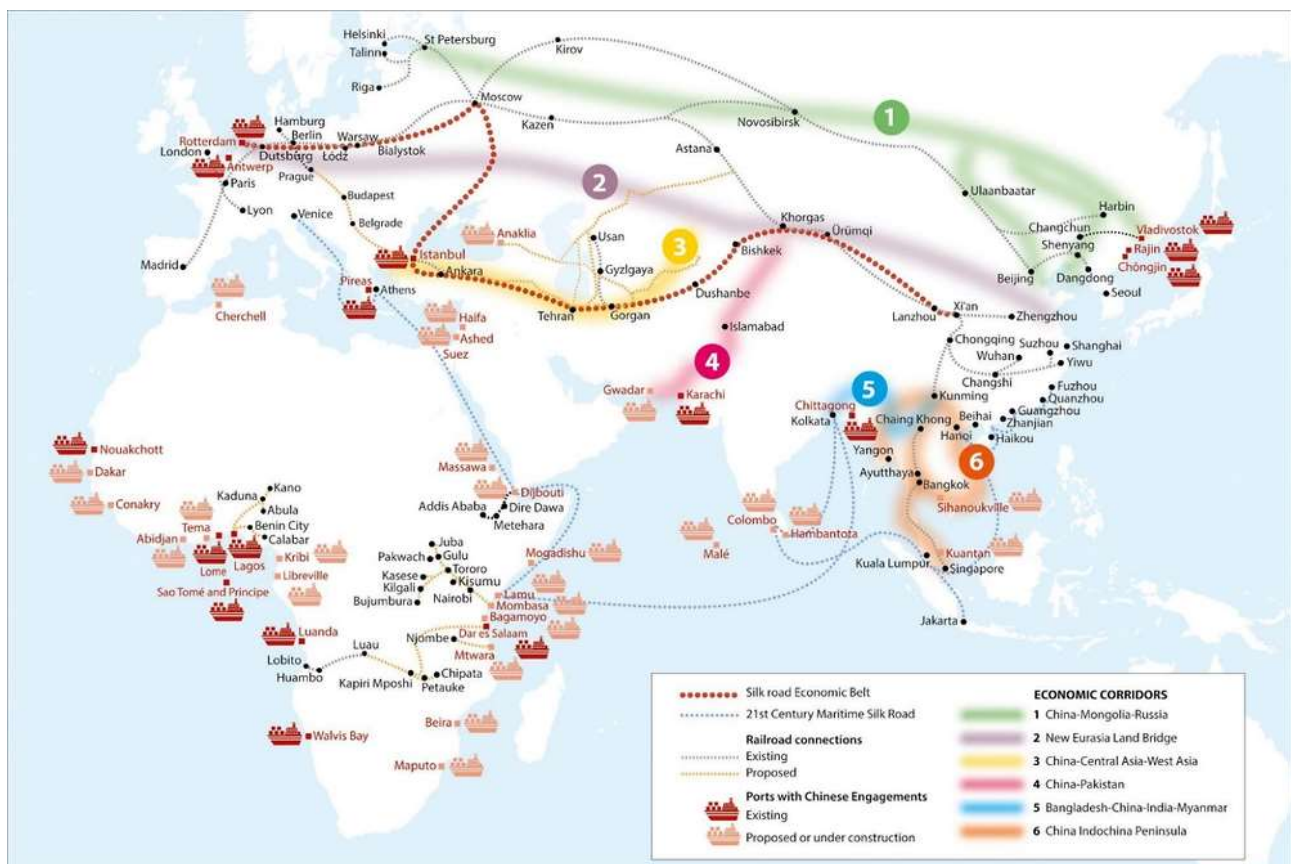 Helsinki
St Petersburg
Kirov
Talinn
Riga
Moscow
Kazen
Novosibirsk
1
Hamburg
Berlin
Rotterdam
London
Dutsburg
Warsaw
Łódź
Bialystok
Antwerp
Prague
Paris
Astana
2
Ulaanbaatar
Budapest
Lyon
Venice
Belgrade
Khorgas
Ürümqi
Harbin
Changchun
Vladivostok
Shenyang
Rajin
Chongjin
Anaklia
Usan
3
Bishkek
Madrid
Istanbul
Gyzlgaya
Beijing
Dangdong
Ankara
Pireas
Athens
Dushanbe
Seoul
Cherchell
Tehran
Gorgan
Lanzhou
Xi'an
Zhengzhou
Haifa
Ashed
Suez
Islamabad
Chongqing
Suzhou
Shanghai
Wuhan
Yiwu
4
Changshi
Gwadar
Karachi
5
Kunming
Fuzhou
Quanzhou
Chittagong
Kolkata
Chaing Khong
Beihai
Guangzhou
Zhanjian
Hanoi
Haikou
Nouakchott
Yangon
6
Dakar
Massawa
Ayutthaya
Bangkok
Conakry
Kano
Kaduna
Abula
Djibouti
Addis Ababa
Dire Dawa
Metehara
Sihanoukville
Tema
Benin City
Abidjan
Calabar
Colombo
Hambantota
Lome
Lagos
Kribi
Juba
Mogadishu
Malé
Kuantan
Pakwach
Gulu
Kuala Lumpur
Singapore
Libreville
Tororo
Kasese
Kisumu
Sao Tomé and Principe
Kilgali
Bujumbura
Nairobi
Lamu
Mombasa
Bagamoyo
Jakarta
Luanda
Luau
Njombe
Dar es Salaam
Mtwara
Lobito
Huambo
Kapiri Mposhi
Chipata
Petauke
Walvis Bay
Beira
Maputo
Silk road Economic Belt
21st Century Maritime Silk Road
Railroad connections
Existing
Proposed
Ports with Chinese Engagements
Existing
Proposed or under construction
ECONOMIC CORRIDORS
1 China-Mongolia-Russia
2 New Eurasia Land Bridge
3 China-Central Asia-West Asia
4 China-Pakistan
5 Bangladesh-China-India-Myanmar
6 China Indochina Peninsula